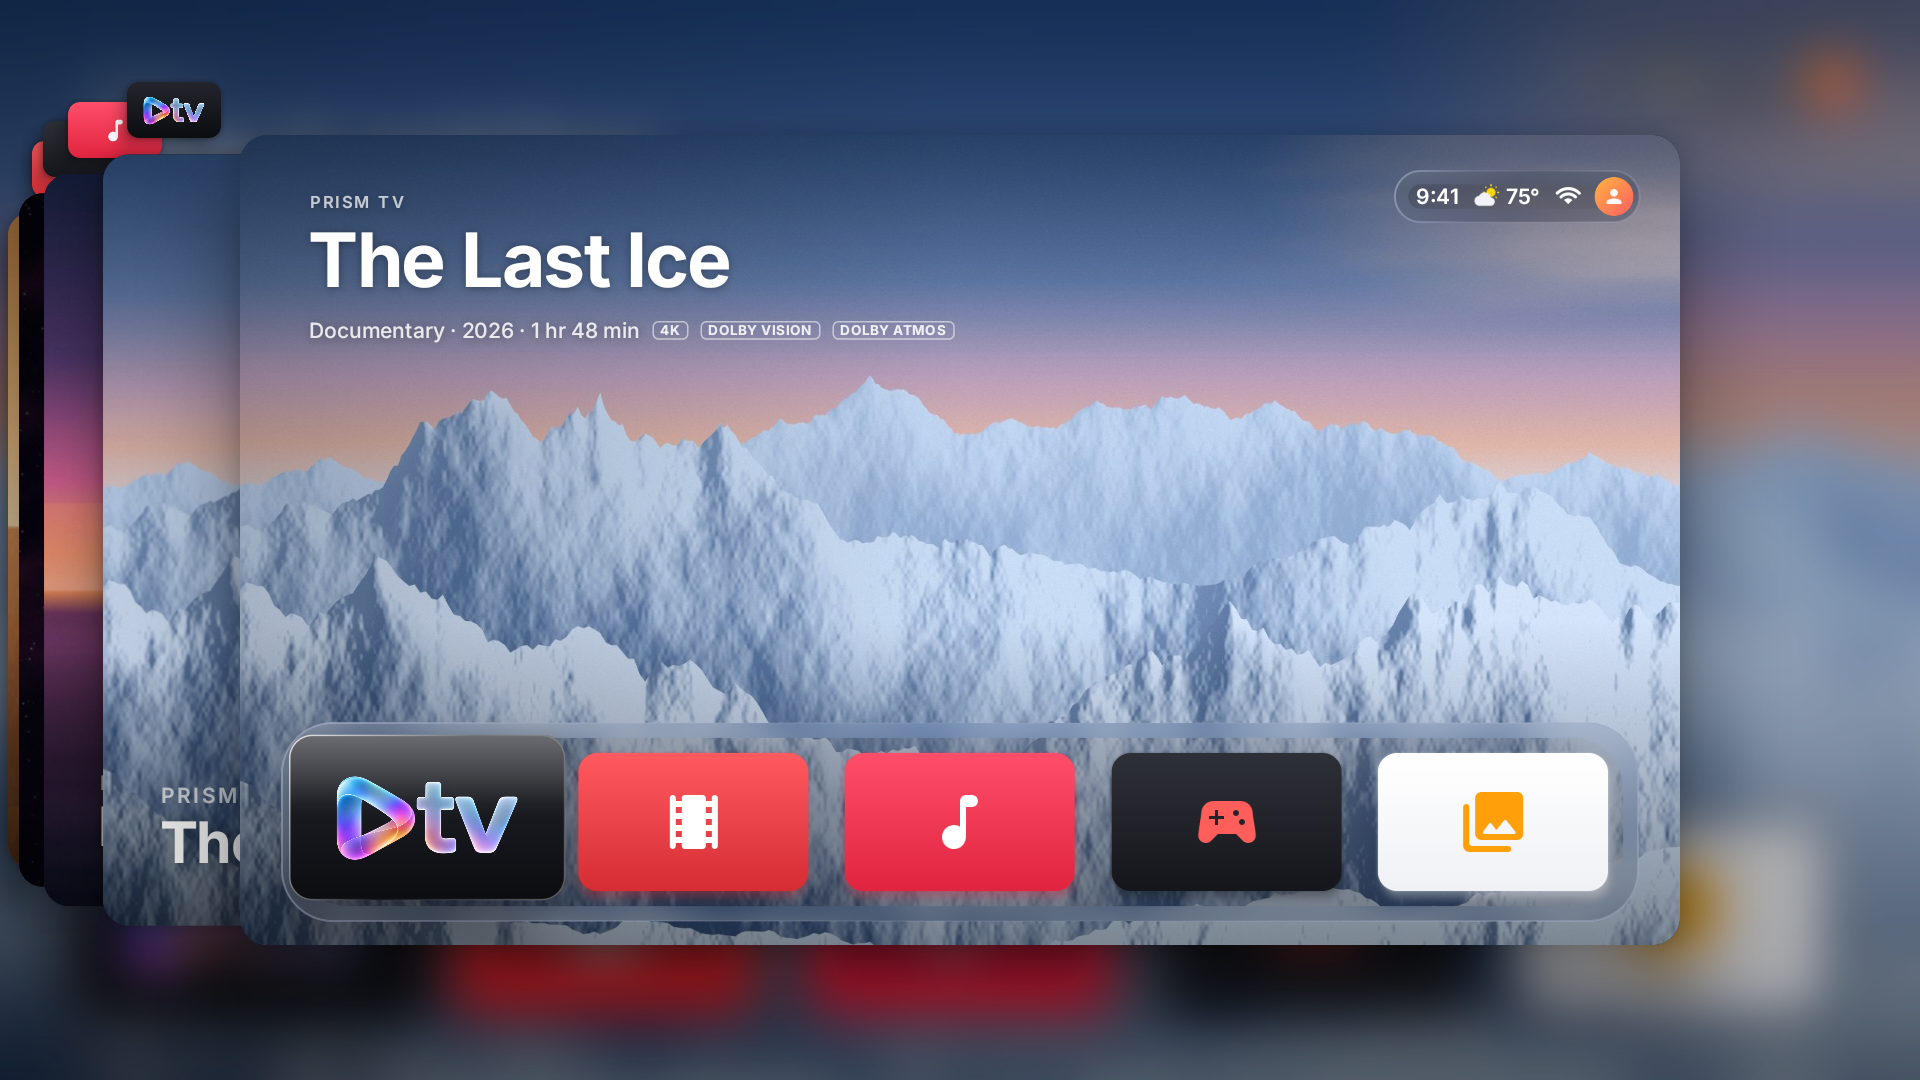 tv
PRISM TV
9:41 75°
The Last Ice
Documentary · 2026 · 1 hr 48 min 4K DOLBY VISION DOLBY ATMOS
PRISM
The
tv